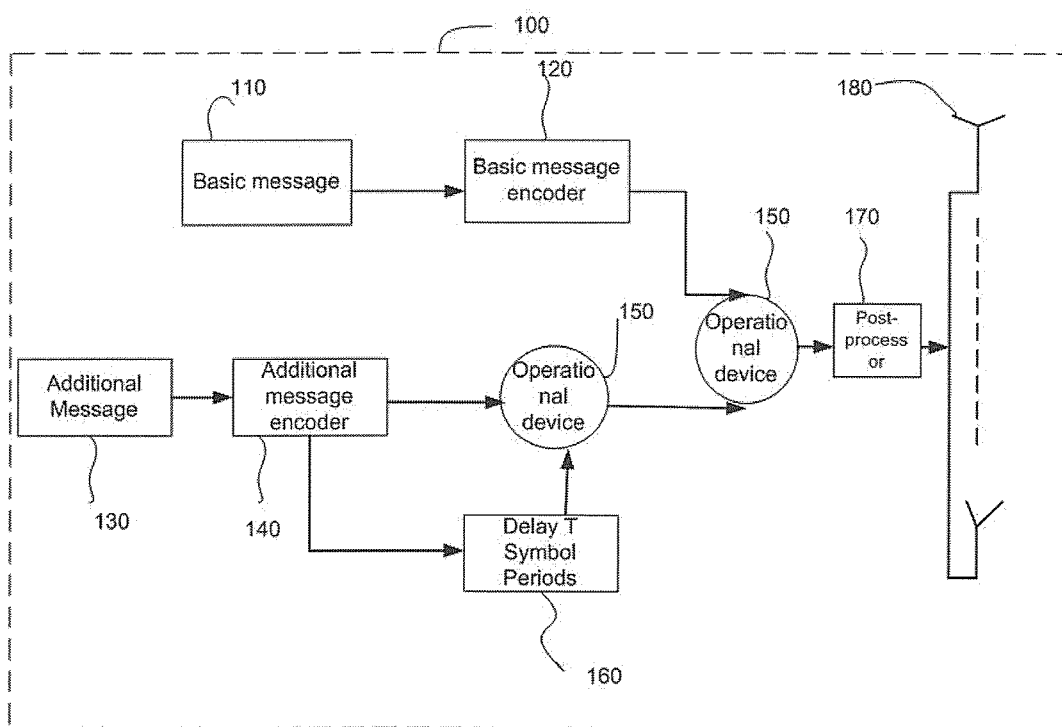 100
110
120
180
Basic message
Basic message
encoder
150
170
150
Operatio
nal
device
Post-
process
or
Additional
Message
Additional
message
encoder
Operatio
nal
device
130
140
Delay T
Symbol
Periods
160